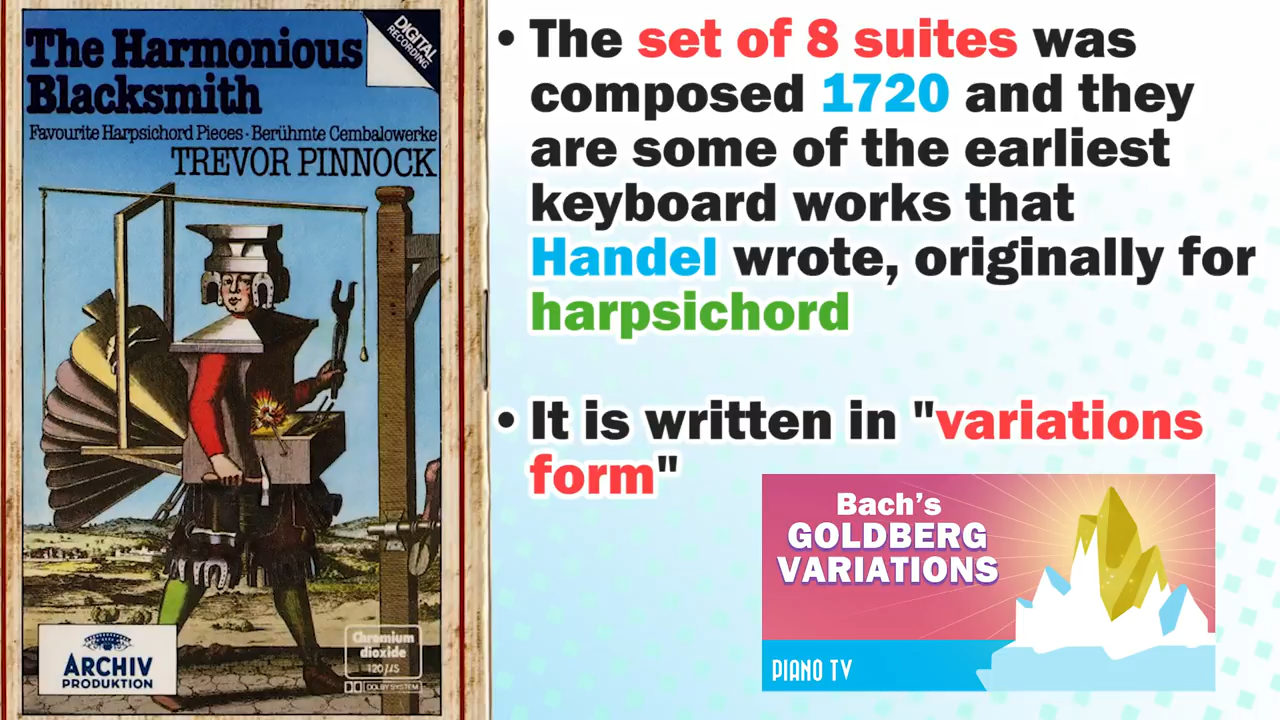 The Harmonious
Blacksmith
DIGITAL
RECORDING
Favourite Harpsichord Pieces · Berühmte Cembalowerke
TREVOR PINNOCK
ARCHIV
PRODUKTION
Chromium
dioxide
120 µS
DOLBY SYSTEM
• The set of 8 suites was
composed 1720 and they
are some of the earliest
keyboard works that
Handel wrote, originally for
harpsichord
• It is written in "variations
form"
Bach's
GOLDBERG
VARIATIONS
PIANO TV